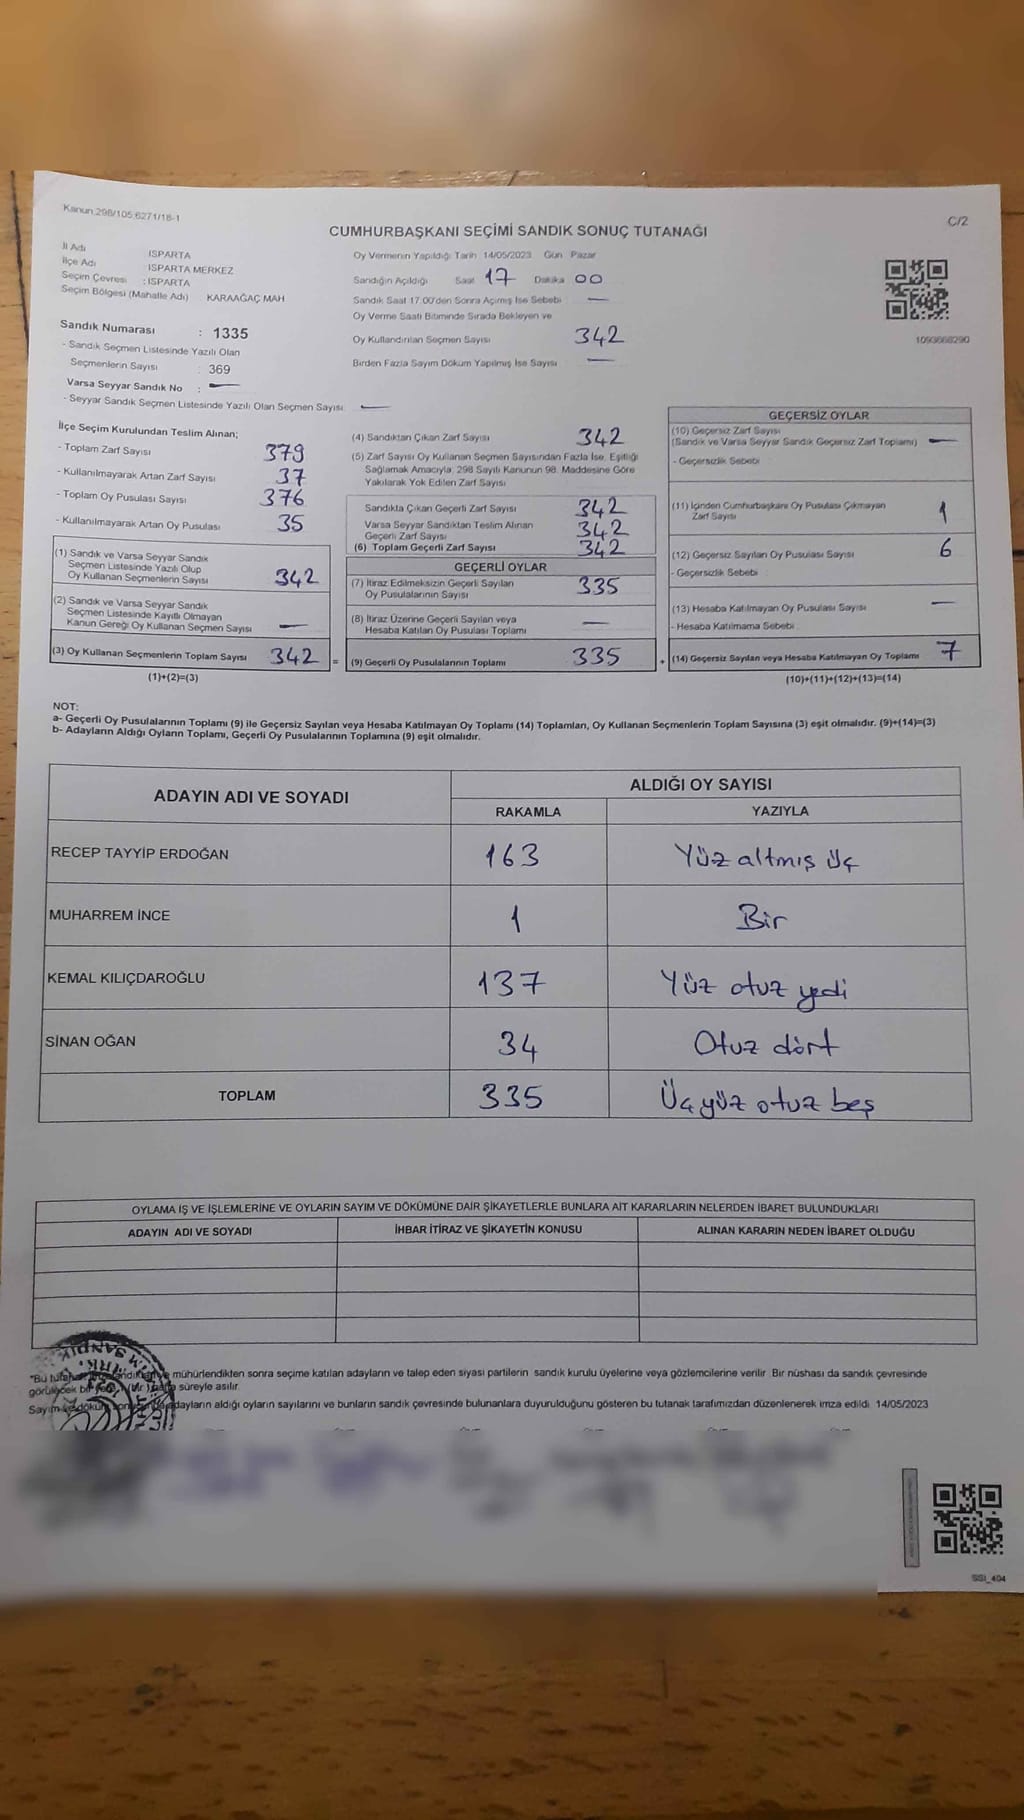 Kanun:298/105,6271/18-1
C/2
CUMHURBAŞKANI SEÇİMİ SANDIK SONUÇ TUTANAĞI
İl Adı ISPARTA
İlçe Adı ISPARTA MERKEZ
Seçim Çevresi : ISPARTA
Seçim Bölgesi (Mahalle Adı) KARAAĞAÇ MAH
Sandık Numarası : 1335
- Sandık Seçmen Listesinde Yazılı Olan
Seçmenlerin Sayısı : 369
Varsa Seyyar Sandık No : —
- Seyyar Sandık Seçmen Listesinde Yazılı Olan Seçmen Sayısı —
Oy Vermenin Yapıldığı Tarih 14/05/2023 Gün Pazar
Sandığın Açıldığı Saat 17 Dakika 00
Sandık Saat 17.00'den Sonra Açılmış İse Sebebi —
Oy Verme Saati Bitiminde Sırada Bekleyen ve
Oy Kullandırılan Seçmen Sayısı 342
Birden Fazla Sayım Döküm Yapılmış İse Sayısı —
1093668290
İlçe Seçim Kurulundan Teslim Alınan;
- Toplam Zarf Sayısı 379
- Kullanılmayarak Artan Zarf Sayısı 37
- Toplam Oy Pusulası Sayısı 376
- Kullanılmayarak Artan Oy Pusulası 35
(1) Sandık ve Varsa Seyyar Sandık
Seçmen Listesinde Yazılı Olup
Oy Kullanan Seçmenlerin Sayısı 342
(2) Sandık ve Varsa Seyyar Sandık
Seçmen Listesinde Kayıtlı Olmayan
Kanun Gereği Oy Kullanan Seçmen Sayısı —
(3) Oy Kullanan Seçmenlerin Toplam Sayısı 342 =
(1)+(2)=(3)
(4) Sandıktan Çıkan Zarf Sayısı 342
(5) Zarf Sayısı Oy Kullanan Seçmen Sayısından Fazla İse, Eşitliği
Sağlamak Amacıyla, 298 Sayılı Kanunun 98. Maddesine Göre
Yakılarak Yok Edilen Zarf Sayısı
Sandıkta Çıkan Geçerli Zarf Sayısı 342
Varsa Seyyar Sandıktan Teslim Alınan
Geçerli Zarf Sayısı 342
(6) Toplam Geçerli Zarf Sayısı 342
GEÇERLİ OYLAR
(7) İtiraz Edilmeksizin Geçerli Sayılan
Oy Pusulalarının Sayısı 335
(8) İtiraz Üzerine Geçerli Sayılan veya
Hesaba Katılan Oy Pusulası Toplamı —
(9) Geçerli Oy Pusulalarının Toplamı 335 +
GEÇERSİZ OYLAR
(10) Geçersiz Zarf Sayısı
(Sandık ve Varsa Seyyar Sandık Geçersiz Zarf Toplamı) —
- Geçersizlik Sebebi
(11) İçinden Cumhurbaşkanı Oy Pusulası Çıkmayan
Zarf Sayısı 1
(12) Geçersiz Sayılan Oy Pusulası Sayısı 6
- Geçersizlik Sebebi :
(13) Hesaba Katılmayan Oy Pusulası Sayısı —
- Hesaba Katılmama Sebebi :
(14) Geçersiz Sayılan veya Hesaba Katılmayan Oy Toplamı 7
(10)+(11)+(12)+(13)=(14)
NOT:
a- Geçerli Oy Pusulalarının Toplamı (9) ile Geçersiz Sayılan veya Hesaba Katılmayan Oy Toplamı (14) Toplamları, Oy Kullanan Seçmenlerin Toplam Sayısına (3) eşit olmalıdır. (9)+(14)=(3)
b- Adayların Aldığı Oyların Toplamı, Geçerli Oy Pusulalarının Toplamına (9) eşit olmalıdır.
ADAYIN ADI VE SOYADI ALDIĞI OY SAYISI
RAKAMLA YAZIYLA
RECEP TAYYİP ERDOĞAN 163 Yüz altmış üç
MUHARREM İNCE 1 Bir
KEMAL KILIÇDAROĞLU 137 Yüz otuz yedi
SİNAN OĞAN 34 Otuz dört
TOPLAM 335 Üçyüz otuz beş
OYLAMA İŞ VE İŞLEMLERİNE VE OYLARIN SAYIM VE DÖKÜMÜNE DAİR ŞİKAYETLERLE BUNLARA AİT KARARLARIN NELERDEN İBARET BULUNDUKLARI
ADAYIN ADI VE SOYADI İHBAR İTİRAZ VE ŞİKAYETİN KONUSU ALINAN KARARIN NEDEN İBARET OLDUĞU
"Bu mühürlendikten sonra seçime katılan adayların ve talep eden siyasi partilerin sandık kurulu üyelerine veya gözlemcilerine verilir. Bir nüshası da sandık çevresinde
görülecek bir süreyle asılır.
Sayım adayların aldığı oyların sayılarını ve bunların sandık çevresinde bulunanlara duyurulduğunu gösteren bu tutanak tarafımızdan düzenlenerek imza edildi. 14/05/2023
SSI_404